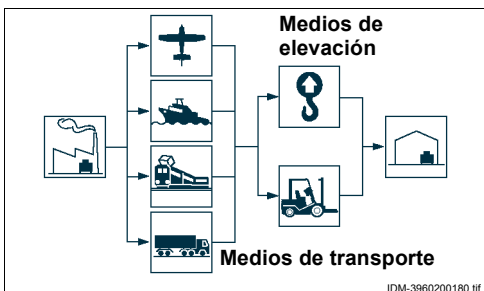 Medios de
elevación
Medios de transporte
IDM-3960200180.tif